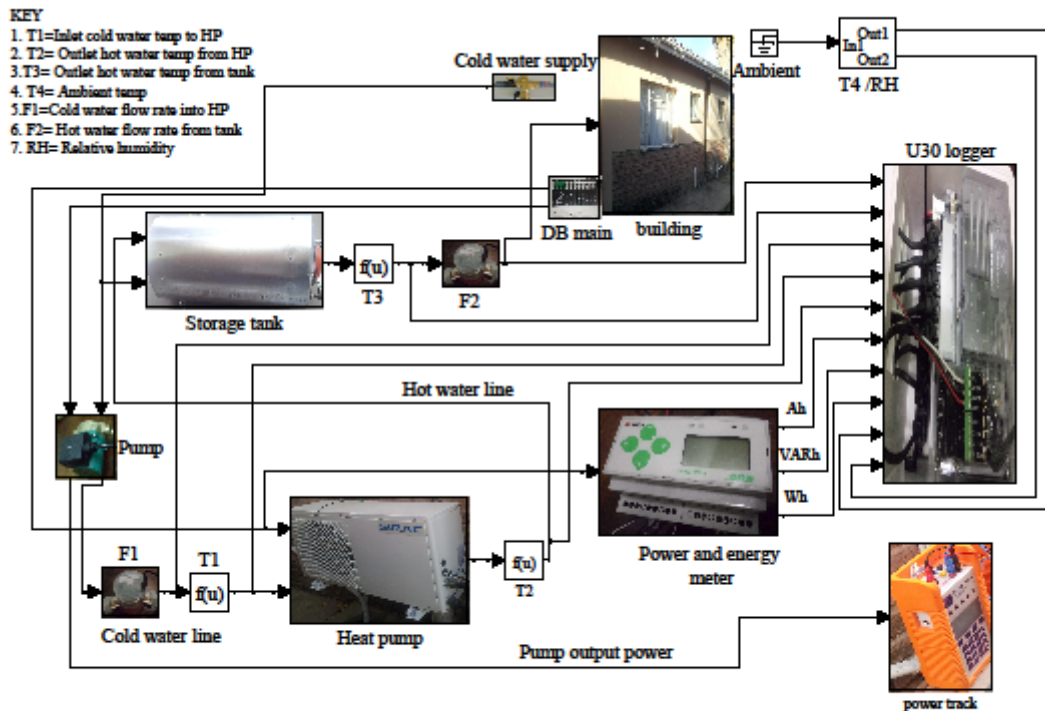 KEY
1. T1=Inlet cold water temp to HP
2. T2= Outlet hot water temp from HP
3.T3= Outlet hot water temp from tank
4. T4= Ambient temp
5.F1=Cold water flow rate into HP
6. F2= Hot water flow rate from tank
7. RH= Relative humidity
Cold water supply
Ambient
In1
Out1
Out2
T4 /RH
U30 logger
DB main
building
Storage tank
f(u)
T3
F2
Hot water line
Pump
Ah
VARh
Wh
F1
T1
f(u)
f(u)
T2
Cold water line
Heat pump
Power and energy
meter
Pump output power
power track